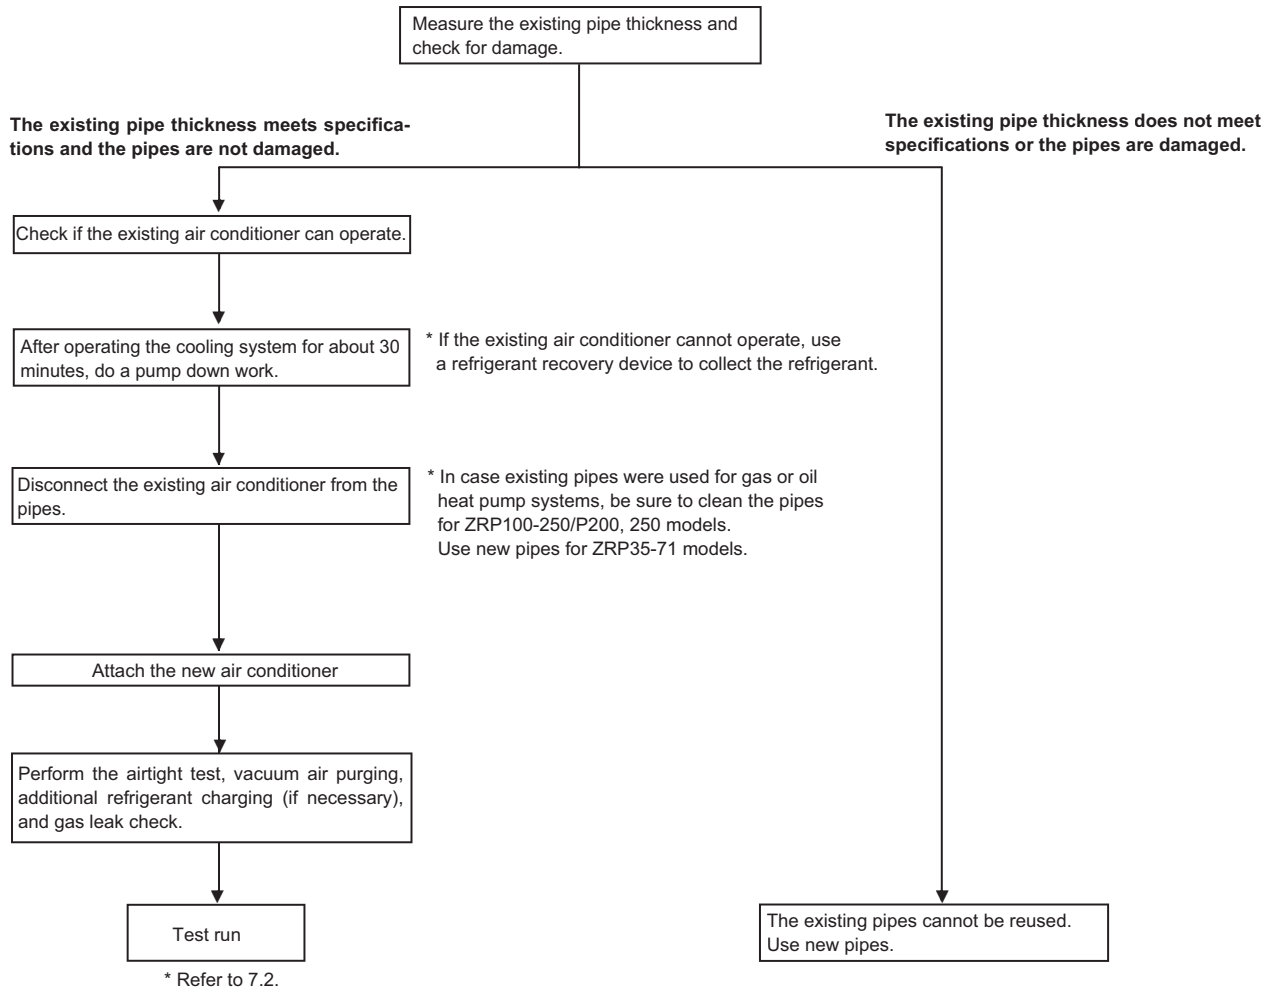 Measure the existing pipe thickness and
check for damage.
The existing pipe thickness meets specifica-
tions and the pipes are not damaged.
The existing pipe thickness does not meet
specifications or the pipes are damaged.
Check if the existing air conditioner can operate.
After operating the cooling system for about 30
minutes, do a pump down work.
* If the existing air conditioner cannot operate, use
a refrigerant recovery device to collect the refrigerant.
Disconnect the existing air conditioner from the
pipes.
* In case existing pipes were used for gas or oil
heat pump systems, be sure to clean the pipes
for ZRP100-250/P200, 250 models.
Use new pipes for ZRP35-71 models.
Attach the new air conditioner
Perform the airtight test, vacuum air purging,
additional refrigerant charging (if necessary),
and gas leak check.
Test run
* Refer to 7.2.
The existing pipes cannot be reused.
Use new pipes.